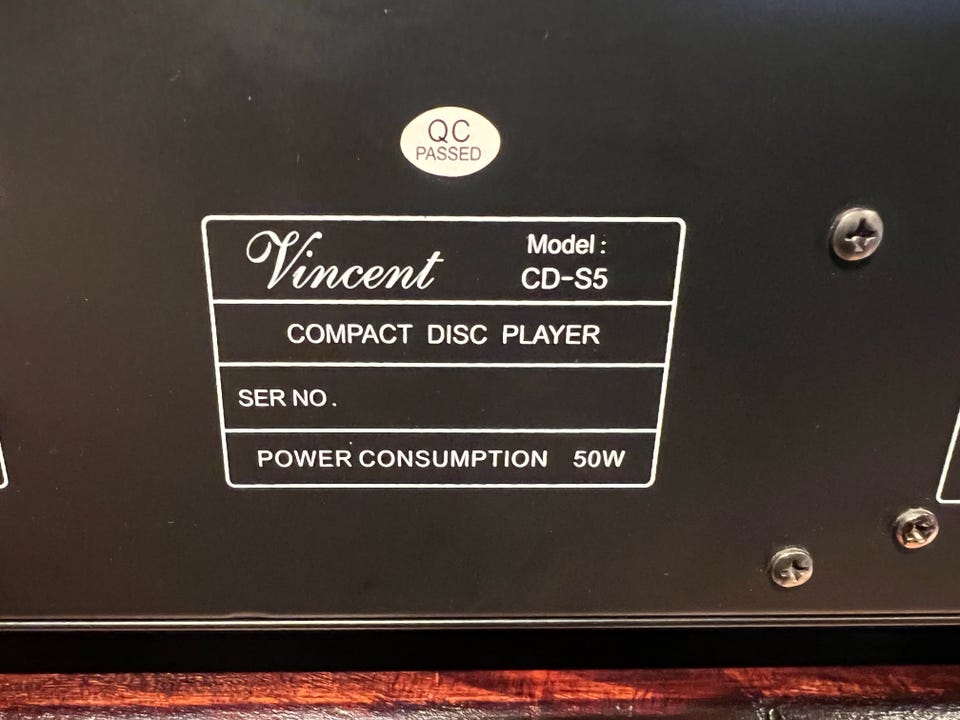 QC
PASSED
Vincent
Model :
CD-S5
COMPACT DISC PLAYER
SER NO .
POWER CONSUMPTION 50W